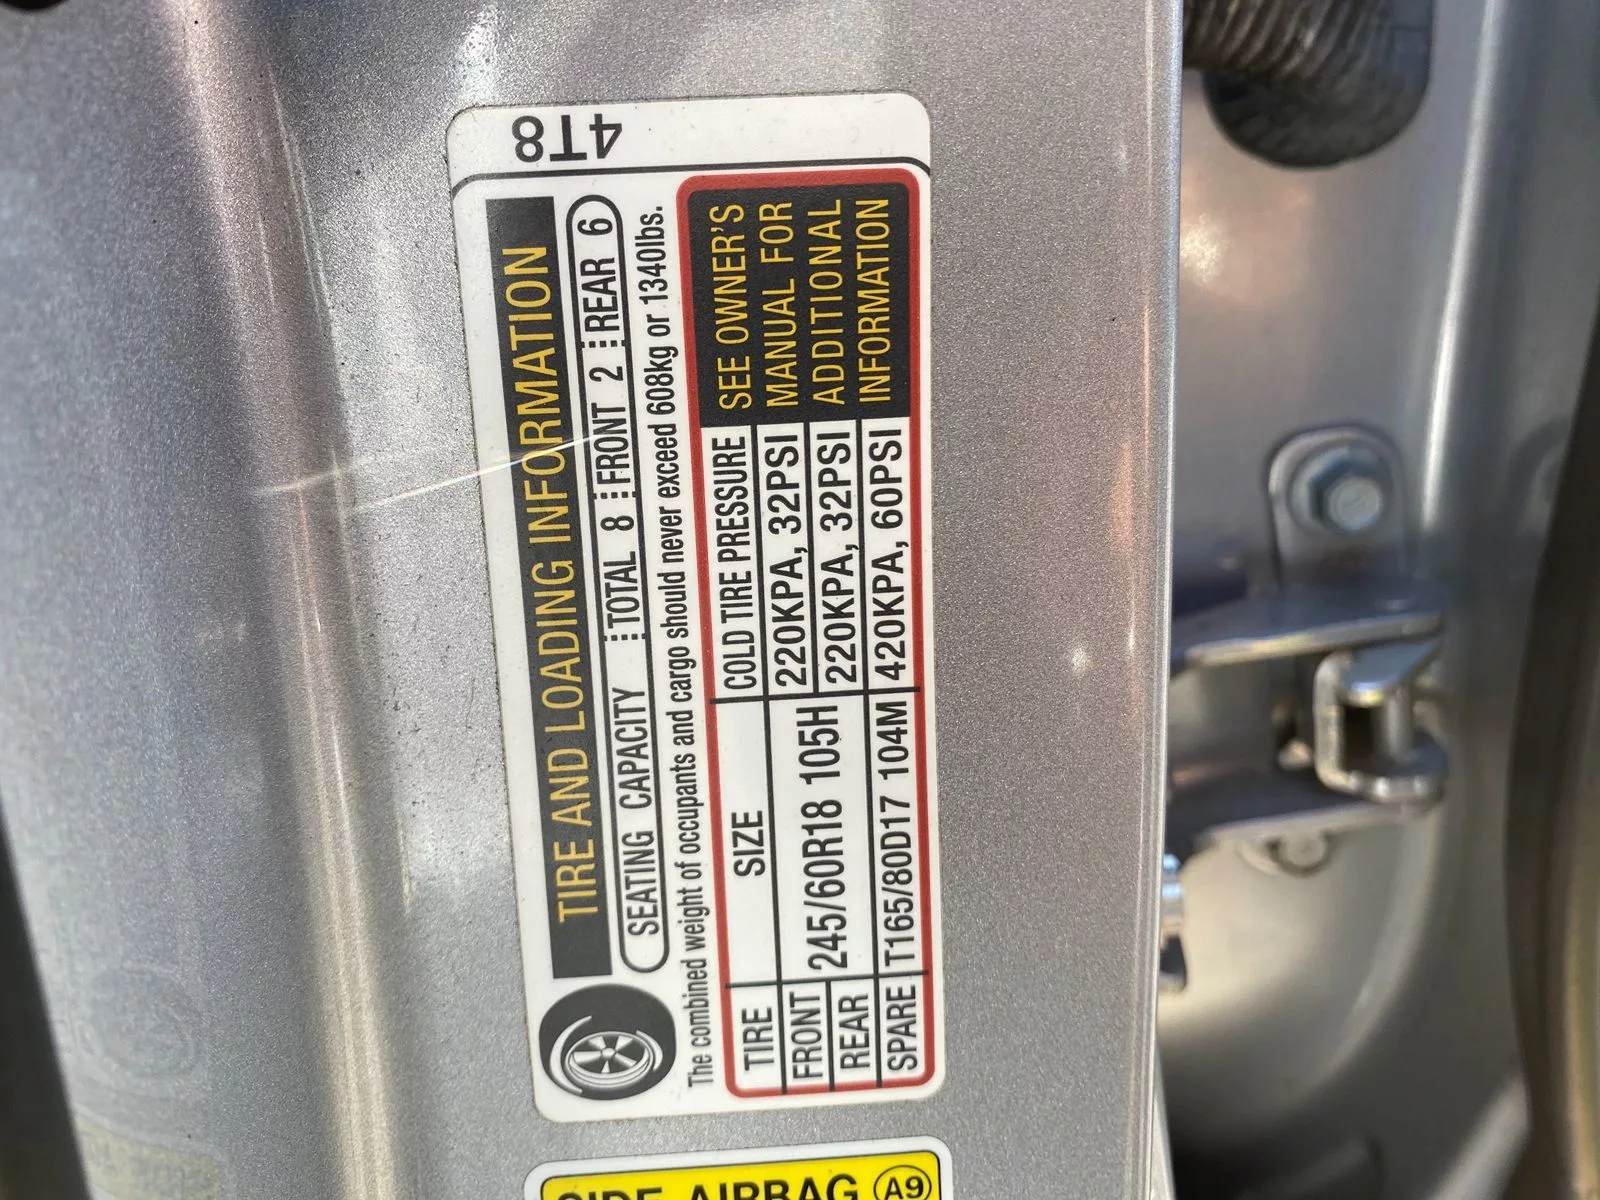 4T8
TIRE AND LOADING INFORMATION
SEATING CAPACITY TOTAL 8 FRONT 2 REAR 6
The combined weight of occupants and cargo should never exceed 608kg or 1340lbs.
TIRE SIZE COLD TIRE PRESSURE
FRONT 245/60R18 105H 220KPA, 32PSI
REAR 220KPA, 32PSI
SPARE T165/80D17 104M 420KPA, 60PSI
SEE OWNER'S
MANUAL FOR
ADDITIONAL
INFORMATION
SIDE AIRBAG A9